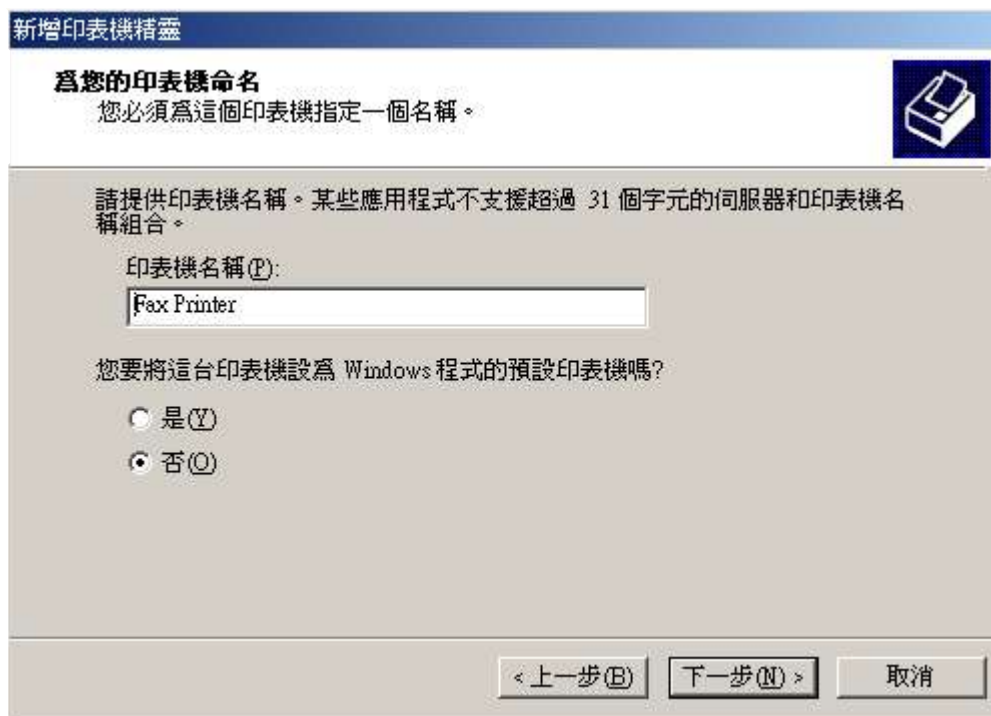 新增印表機精靈
為您的印表機命名
您必須為這個印表機指定一個名稱。
請提供印表機名稱。某些應用程式不支援超過 31 個字元的伺服器和印表機名
稱組合。
印表機名稱(P):
Fax Printer
您要將這台印表機設為 Windows 程式的預設印表機嗎?
是(Y)
否(O)
< 上一步(B) 下一步(N) > 取消